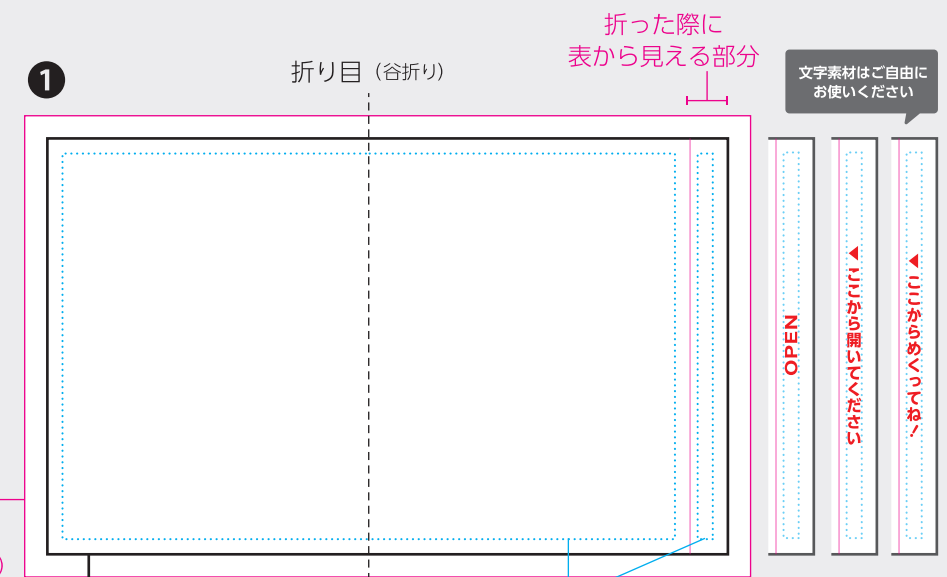 1
折り目（谷折り）
折った際に
表から見える部分
文字素材はご自由に
お使いください
OPEN
◀ここから開いてください
◀ここからめくってね！
)